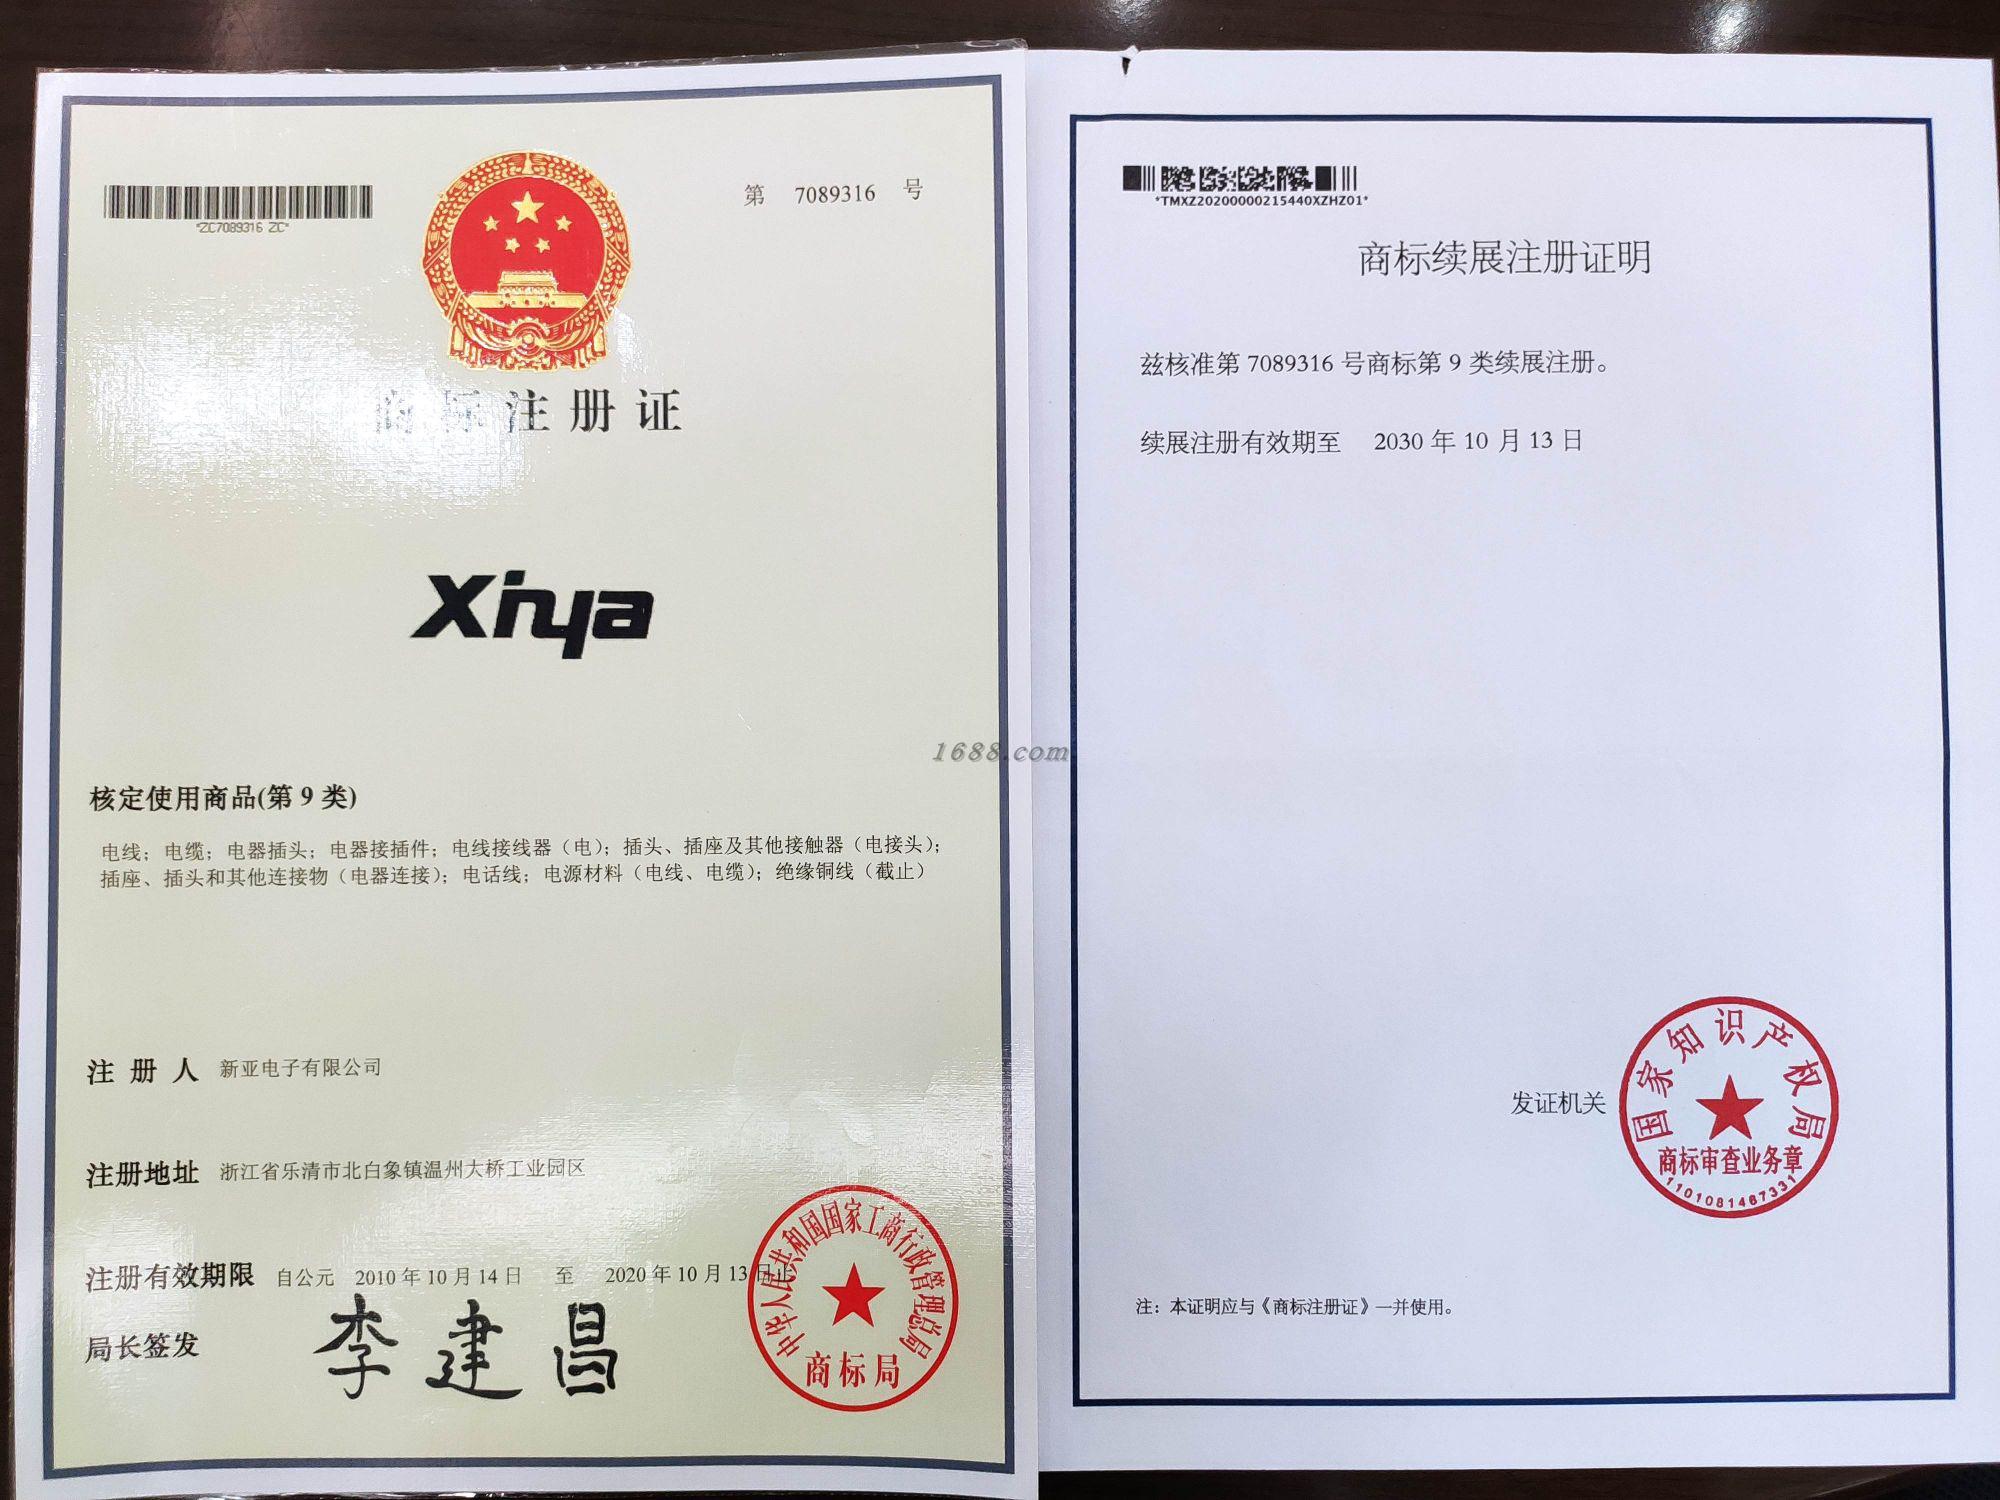 *ZC7089316 ZC*
第 7089316 号
商标注册证
Xinya
核定使用商品(第 9 类)
电线；电缆；电器插头；电器接插件；电线接线器（电）；插头、插座及其他接触器（电接头）；
插座、插头和其他连接物（电器连接）；电话线；电源材料（电线、电缆）；绝缘铜线（截止）
注 册 人 新亚电子有限公司
注册地址 浙江省乐清市北白象镇温州大桥工业园区
注册有效期限 自公元 2010 年 10 月 14 日 至 2020 年 10 月 13 日止
局长签发 李建昌
中华人民共和国国家工商行政管理总局
商标局
1688.com
*TMXZ20200000215440XZHZ01*
商标续展注册证明
兹核准第 7089316 号商标第 9 类续展注册。
续展注册有效期至 2030 年 10 月 13 日
发证机关
国家知识产权局
商标审查业务章
1101081467331
注：本证明应与《商标注册证》一并使用。